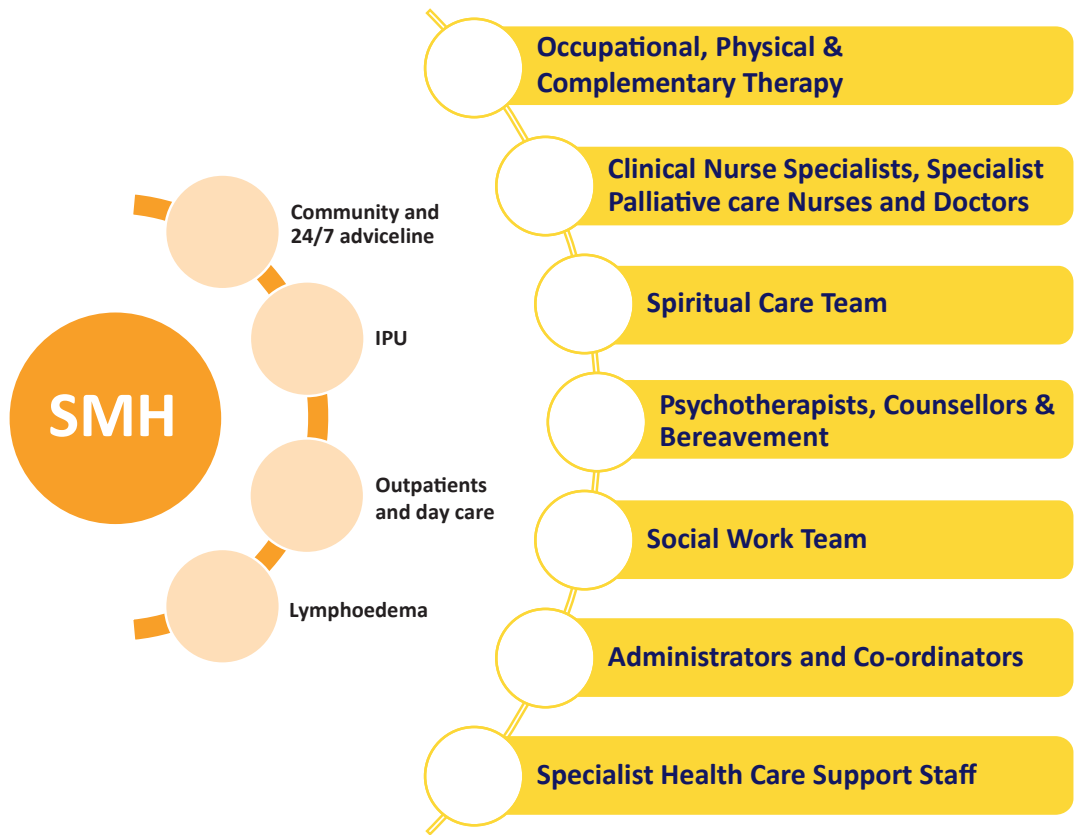 SMH
Community and
24/7 adviceline
IPU
Outpatients
and day care
Lymphoedema
Occupational, Physical &
Complementary Therapy
Clinical Nurse Specialists, Specialist
Palliative care Nurses and Doctors
Spiritual Care Team
Psychotherapists, Counsellors &
Bereavement
Social Work Team
Administrators and Co-ordinators
Specialist Health Care Support Staff